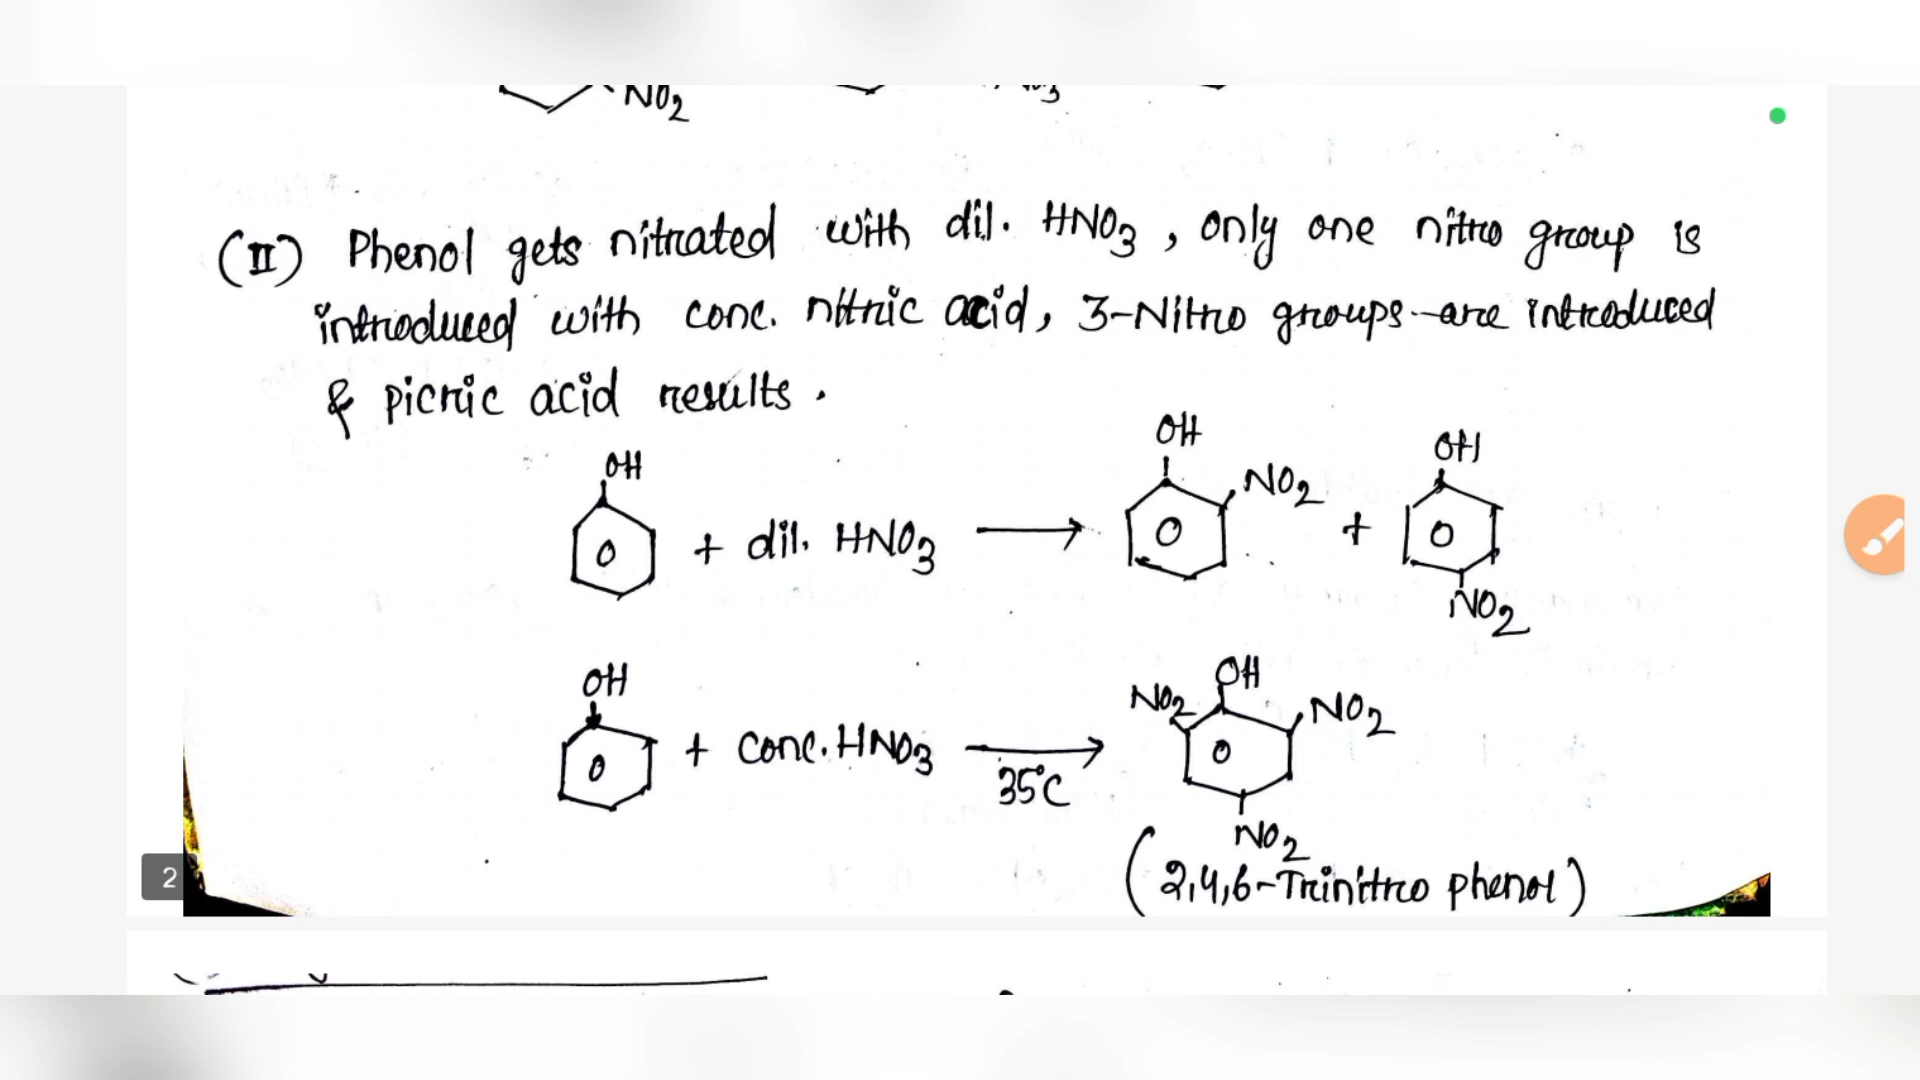 NO2
(II) Phenol gets nitrated with dil. HNO3, only one nitro group is
introduced with conc. nitric acid, 3-Nitro groups are introduced
& picric acid results.
OH
+ dil. HNO3
OH
NO2
+
OH
NO2
OH
+ conc. HNO3
35°C
OH
NO2
NO2
NO2
(2,4,6-Trinitro phenol)
2